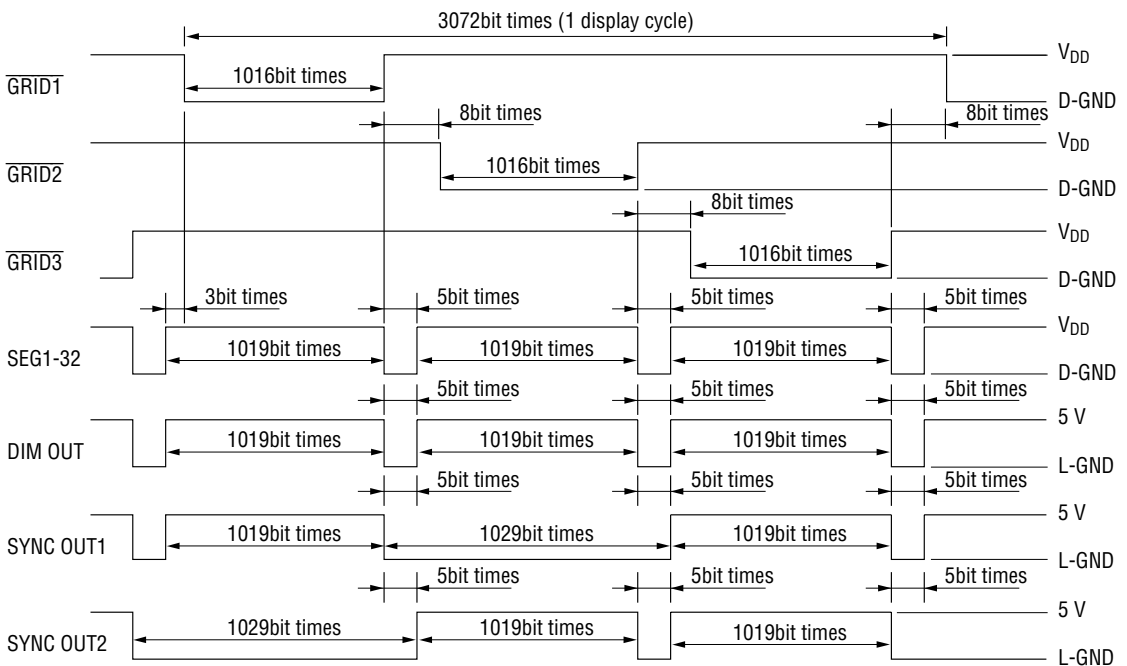 3072bit times (1 display cycle)
VDD
GRID1
1016bit times
D-GND
8bit times
8bit times
VDD
GRID2
1016bit times
D-GND
8bit times
VDD
GRID3
1016bit times
D-GND
3bit times
5bit times
5bit times
5bit times
VDD
SEG1-32
1019bit times
1019bit times
1019bit times
D-GND
5bit times
5bit times
5bit times
5 V
DIM OUT
1019bit times
1019bit times
1019bit times
L-GND
5bit times
5bit times
5bit times
5 V
SYNC OUT1
1019bit times
1029bit times
1019bit times
L-GND
5bit times
5bit times
5bit times
5 V
SYNC OUT2
1029bit times
1019bit times
1019bit times
L-GND